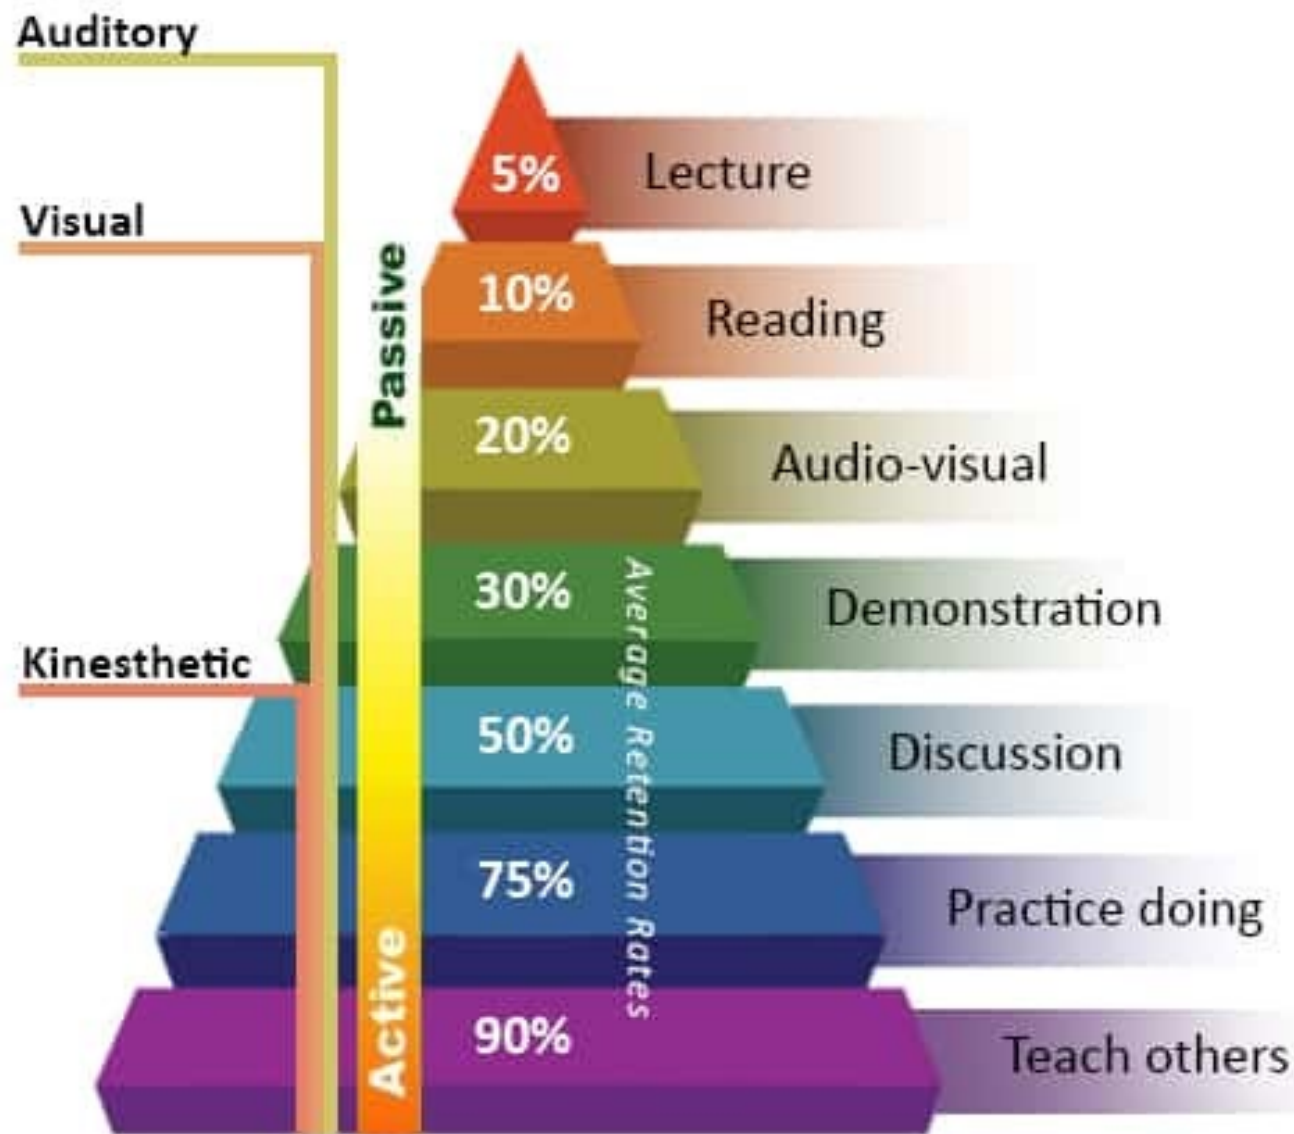 Auditory
Visual
Kinesthetic
Passive
Active
5%
Lecture
10%
Reading
20%
Audio-visual
30%
Demonstration
50%
Discussion
75%
Practice doing
90%
Teach others
Average Retention Rates